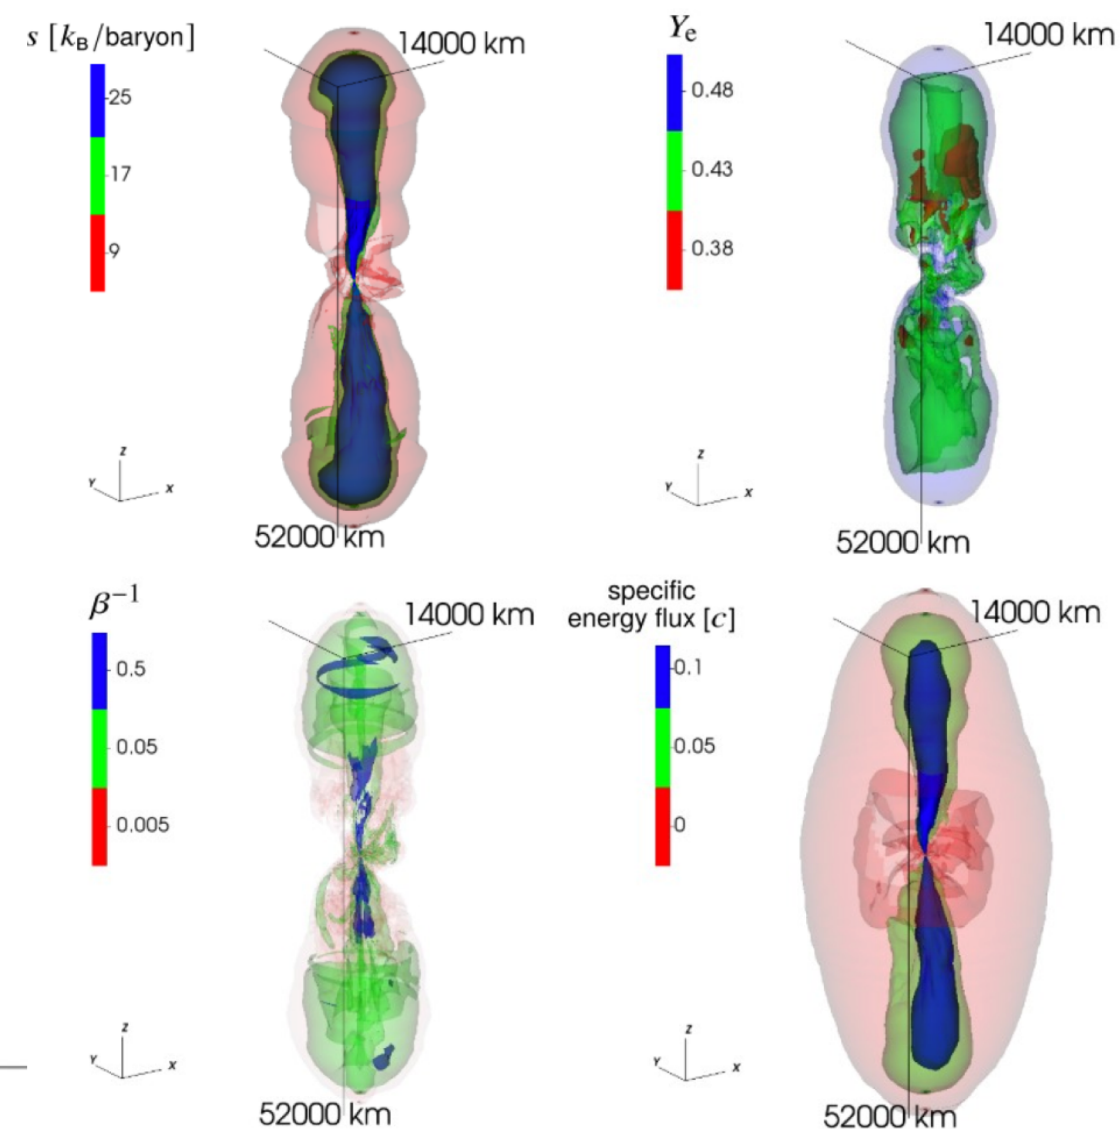 s [k_B/baryon]
25
17
9
14000 km
52000 km
z
Y
X
Y_e
0.48
0.43
0.38
14000 km
52000 km
z
Y
X
β⁻¹
0.5
0.05
0.005
14000 km
52000 km
z
Y
X
specific
energy flux [c]
0.1
0.05
0
14000 km
52000 km
z
Y
X